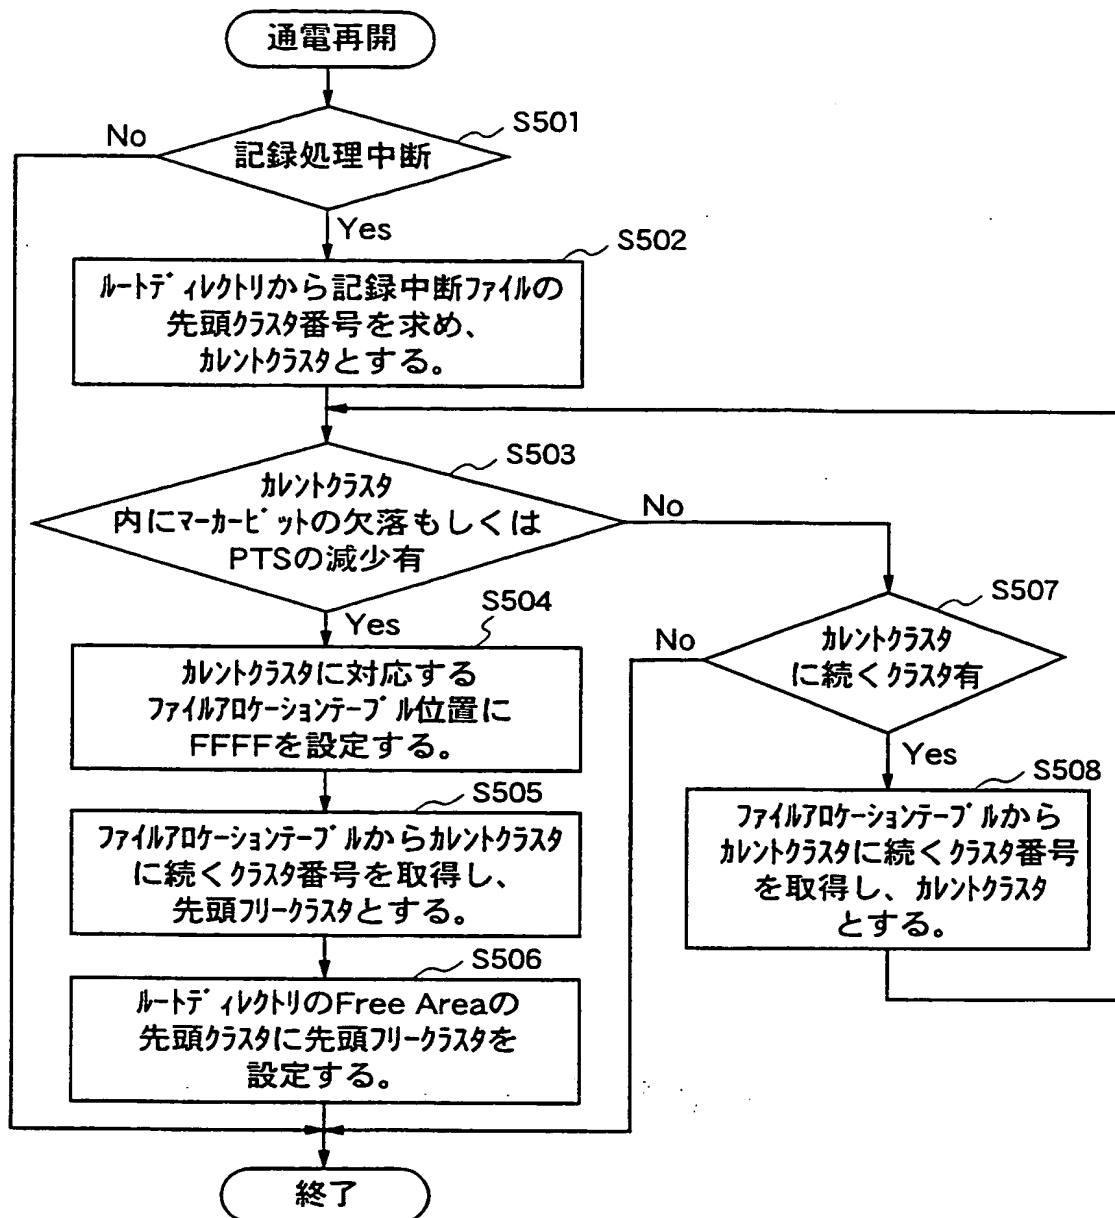 通電再開
S501
No
記録処理中断
Yes
S502
ﾙｰﾄﾃﾞｨﾚｸﾄﾘから記録中断ﾌｧｲﾙの
先頭ｸﾗｽﾀ番号を求め、
ｶﾚﾝﾄｸﾗｽﾀとする。
S503
ｶﾚﾝﾄｸﾗｽﾀ
内にﾏｰｶｰﾋﾞｯﾄの欠落もしくは
PTSの減少有
No
Yes
S504
ｶﾚﾝﾄｸﾗｽﾀに対応する
ﾌｧｲﾙｱﾛｹｰｼｮﾝﾃｰﾌﾞﾙ位置に
FFFFを設定する。
S505
ﾌｧｲﾙｱﾛｹｰｼｮﾝﾃｰﾌﾞﾙからｶﾚﾝﾄｸﾗｽﾀ
に続くｸﾗｽﾀ番号を取得し、
先頭ﾌﾘｰｸﾗｽﾀとする。
S506
ﾙｰﾄﾃﾞｨﾚｸﾄﾘのFree Areaの
先頭ｸﾗｽﾀに先頭ﾌﾘｰｸﾗｽﾀを
設定する。
S507
No
ｶﾚﾝﾄｸﾗｽﾀ
に続くｸﾗｽﾀ有
Yes
S508
ﾌｧｲﾙｱﾛｹｰｼｮﾝﾃｰﾌﾞﾙから
ｶﾚﾝﾄｸﾗｽﾀに続くｸﾗｽﾀ番号
を取得し、ｶﾚﾝﾄｸﾗｽﾀ
とする。
終了